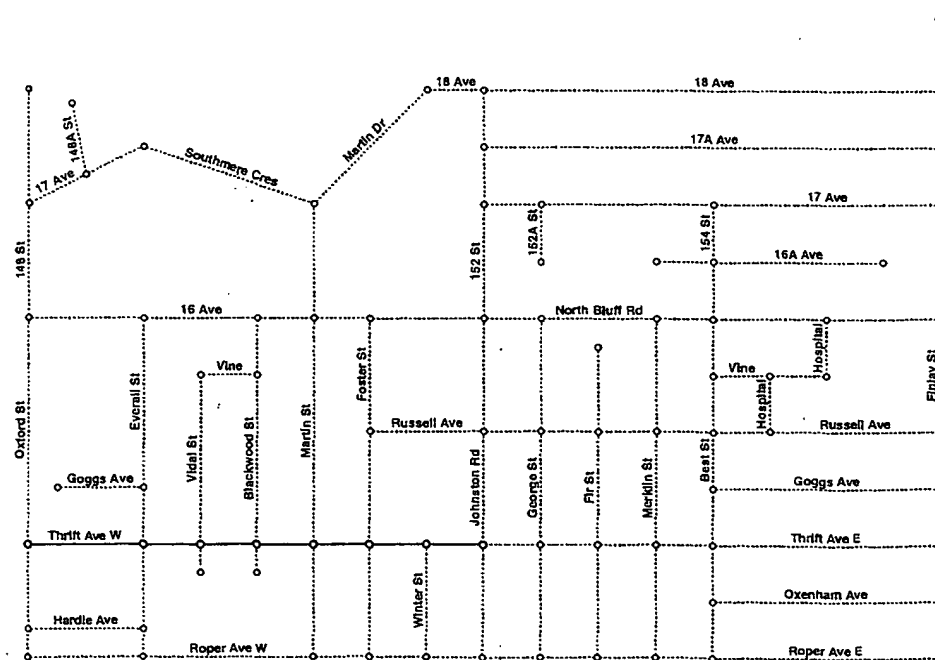 18 Ave
18 Ave
148A St
Martin Dr
17A Ave
Southmere Cres
17 Ave
17 Ave
148 St
152 St
152A St
154 St
16A Ave
16 Ave
North Bluff Rd
Hospital
Finlay St
Vine
Vine
Foster St
Everall St
Hospital
Oxford St
Martin St
Russell Ave
Russell Ave
Vidal St
Blackwood St
Johnston Rd
George St
Fir St
Merklin St
Best St
Goggs Ave
Goggs Ave
Thrift Ave W
Thrift Ave E
Winter St
Oxenham Ave
Hardie Ave
Roper Ave W
Roper Ave E